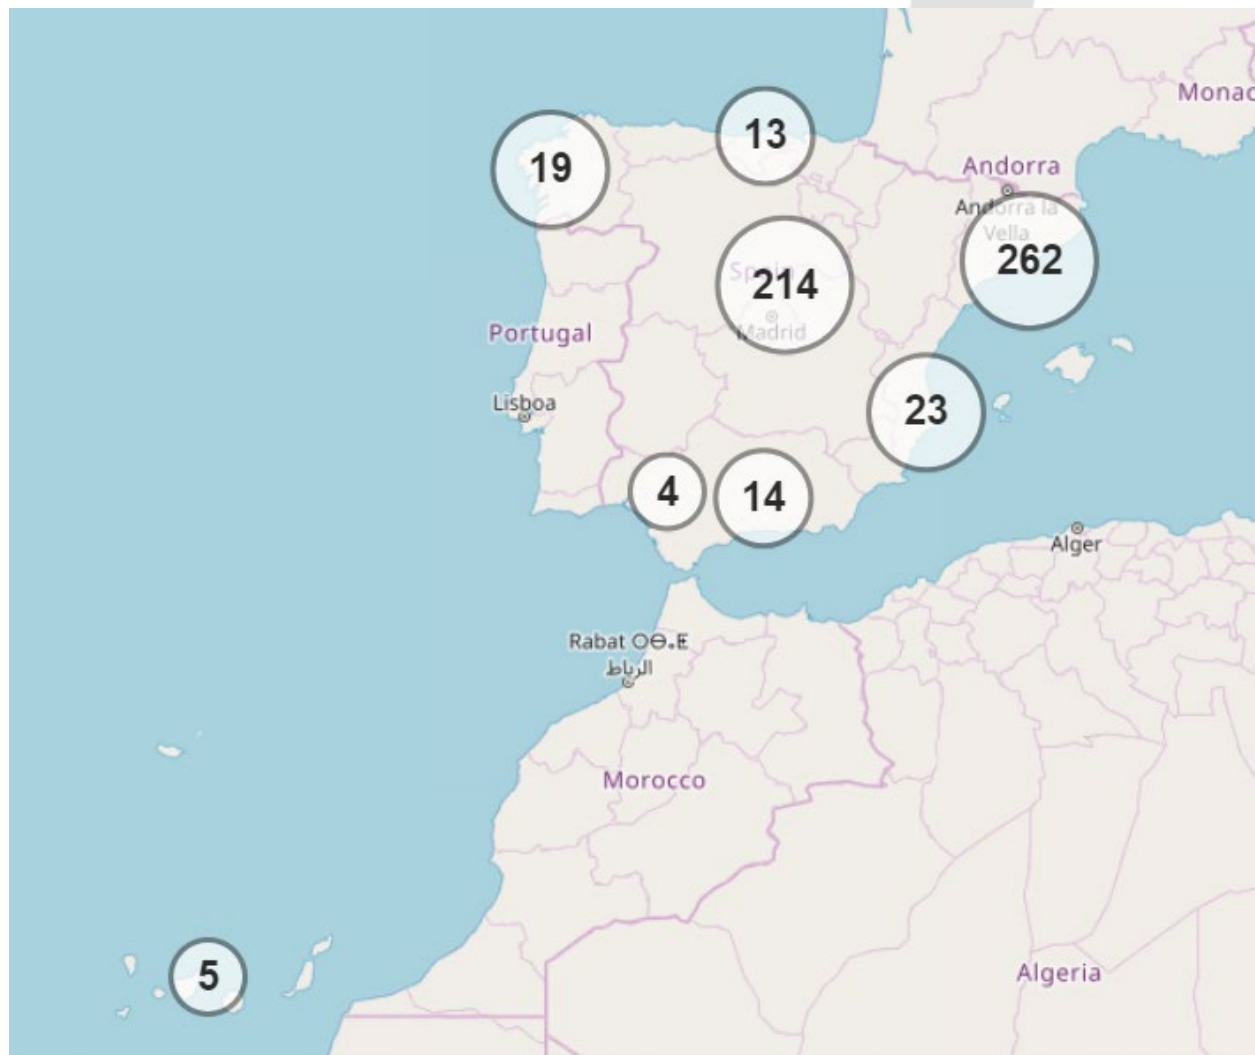 13
Monac
19
Andorra
Andorra la
Vella
262
Spain
214
Madrid
Portugal
Lisboa
23
4
14
Alger
Rabat ⵔⴱⴰⵟ
الرباط
Morocco
5
Algeria